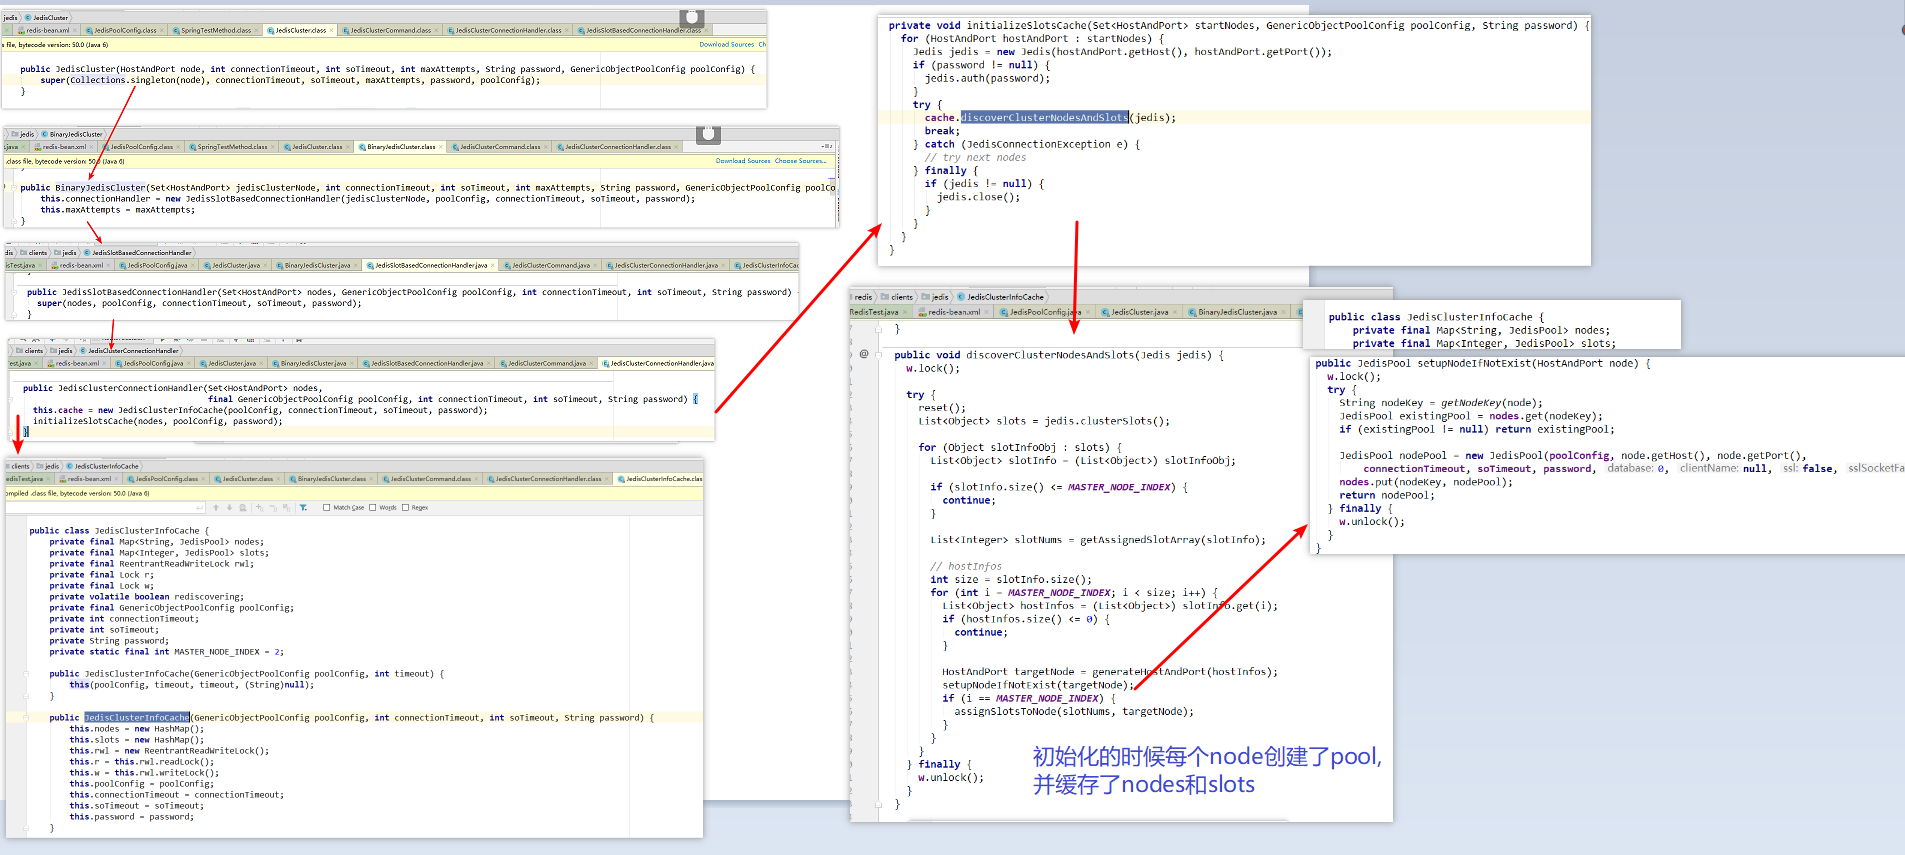 jedis JedisCluster
redis-bean.xml JedisPoolConfig.class SpringTestMethod.class JedisCluster.class JedisClusterCommand.class JedisClusterConnectionHandler.class JedisSlotBasedConnectionHandler.class
s file, bytecode version: 50.0 (Java 6) Download Sources Ch
public JedisCluster(HostAndPort node, int connectionTimeout, int soTimeout, int maxAttempts, String password, GenericObjectPoolConfig poolConfig) {
super(Collections.singleton(node), connectionTimeout, soTimeout, maxAttempts, password, poolConfig);
}
jedis BinaryJedisCluster
s.java redis-bean.xml JedisPoolConfig.class SpringTestMethod.class JedisCluster.class BinaryJedisCluster.class JedisClusterCommand.class JedisClusterConnectionHandler.class
.class file, bytecode version: 50.0 (Java 6) Download Sources Choose Sources...
}
public BinaryJedisCluster(Set<HostAndPort> jedisClusterNode, int connectionTimeout, int soTimeout, int maxAttempts, String password, GenericObjectPoolConfig poolCo
this.connectionHandler = new JedisSlotBasedConnectionHandler(jedisClusterNode, poolConfig, connectionTimeout, soTimeout, password);
this.maxAttempts = maxAttempts;
}
dis clients jedis JedisSlotBasedConnectionHandler
sTest.java redis-bean.xml JedisPoolConfig.java JedisCluster.java BinaryJedisCluster.java JedisSlotBasedConnectionHandler.java JedisClusterCommand.java JedisClusterConnectionHandler.java JedisClusterInfoCac
public JedisSlotBasedConnectionHandler(Set<HostAndPort> nodes, GenericObjectPoolConfig poolConfig, int connectionTimeout, int soTimeout, String password)
super(nodes, poolConfig, connectionTimeout, soTimeout, password);
}
clients jedis JedisClusterConnectionHandler
Test.java redis-bean.xml JedisPoolConfig.java JedisCluster.java BinaryJedisCluster.java JedisSlotBasedConnectionHandler.java JedisClusterCommand.java JedisClusterConnectionHandler.java
public JedisClusterConnectionHandler(Set<HostAndPort> nodes,
final GenericObjectPoolConfig poolConfig, int connectionTimeout, int soTimeout, String password) {
this.cache = new JedisClusterInfoCache(poolConfig, connectionTimeout, soTimeout, password);
initializeSlotsCache(nodes, poolConfig, password);
}
clients jedis JedisClusterInfoCache
edisTest.java redis-bean.xml JedisPoolConfig.class JedisCluster.class BinaryJedisCluster.class JedisClusterCommand.class JedisClusterConnectionHandler.class JedisClusterInfoCache.clas
ompiled .class file, bytecode version: 50.0 (Java 6)
Match Case Words Regex
public class JedisClusterInfoCache {
private final Map<String, JedisPool> nodes;
private final Map<Integer, JedisPool> slots;
private final ReentrantReadWriteLock rwl;
private final Lock r;
private final Lock w;
private volatile boolean rediscovering;
private final GenericObjectPoolConfig poolConfig;
private int connectionTimeout;
private int soTimeout;
private String password;
private static final int MASTER_NODE_INDEX = 2;
public JedisClusterInfoCache(GenericObjectPoolConfig poolConfig, int timeout) {
this(poolConfig, timeout, timeout, (String)null);
}
public JedisClusterInfoCache(GenericObjectPoolConfig poolConfig, int connectionTimeout, int soTimeout, String password) {
this.nodes = new HashMap();
this.slots = new HashMap();
this.rwl = new ReentrantReadWriteLock();
this.r = this.rwl.readLock();
this.w = this.rwl.writeLock();
this.poolConfig = poolConfig;
this.connectionTimeout = connectionTimeout;
this.soTimeout = soTimeout;
this.password = password;
}
private void initializeSlotsCache(Set<HostAndPort> startNodes, GenericObjectPoolConfig poolConfig, String password) {
for (HostAndPort hostAndPort : startNodes) {
Jedis jedis = new Jedis(hostAndPort.getHost(), hostAndPort.getPort());
if (password != null) {
jedis.auth(password);
}
try {
cache.discoverClusterNodesAndSlots(jedis);
break;
} catch (JedisConnectionException e) {
// try next nodes
} finally {
if (jedis != null) {
jedis.close();
}
}
}
}
redis clients jedis JedisClusterInfoCache
RedisTest.java redis-bean.xml JedisPoolConfig.java JedisCluster.java BinaryJedisCluster.java
}
public void discoverClusterNodesAndSlots(Jedis jedis) {
w.lock();
try {
reset();
List<Object> slots = jedis.clusterSlots();
for (Object slotInfoObj : slots) {
List<Object> slotInfo = (List<Object>) slotInfoObj;
if (slotInfo.size() <= MASTER_NODE_INDEX) {
continue;
}
List<Integer> slotNums = getAssignedSlotArray(slotInfo);
// hostInfos
int size = slotInfo.size();
for (int i = MASTER_NODE_INDEX; i < size; i++) {
List<Object> hostInfos = (List<Object>) slotInfo.get(i);
if (hostInfos.size() <= 0) {
continue;
}
HostAndPort targetNode = generateHostAndPort(hostInfos);
setupNodeIfNotExist(targetNode);
if (i == MASTER_NODE_INDEX) {
assignSlotsToNode(slotNums, targetNode);
}
}
}
} finally {
w.unlock();
}
}
初始化的时候每个node创建了pool,
并缓存了nodes和slots
public class JedisClusterInfoCache {
private final Map<String, JedisPool> nodes;
private final Map<Integer, JedisPool> slots;
public JedisPool setupNodeIfNotExist(HostAndPort node) {
w.lock();
try {
String nodeKey = getNodeKey(node);
JedisPool existingPool = nodes.get(nodeKey);
if (existingPool != null) return existingPool;
JedisPool nodePool = new JedisPool(poolConfig, node.getHost(), node.getPort(),
connectionTimeout, soTimeout, password, database: 0, clientName: null, ssl: false, sslSocketFa
nodes.put(nodeKey, nodePool);
return nodePool;
} finally {
w.unlock();
}
}